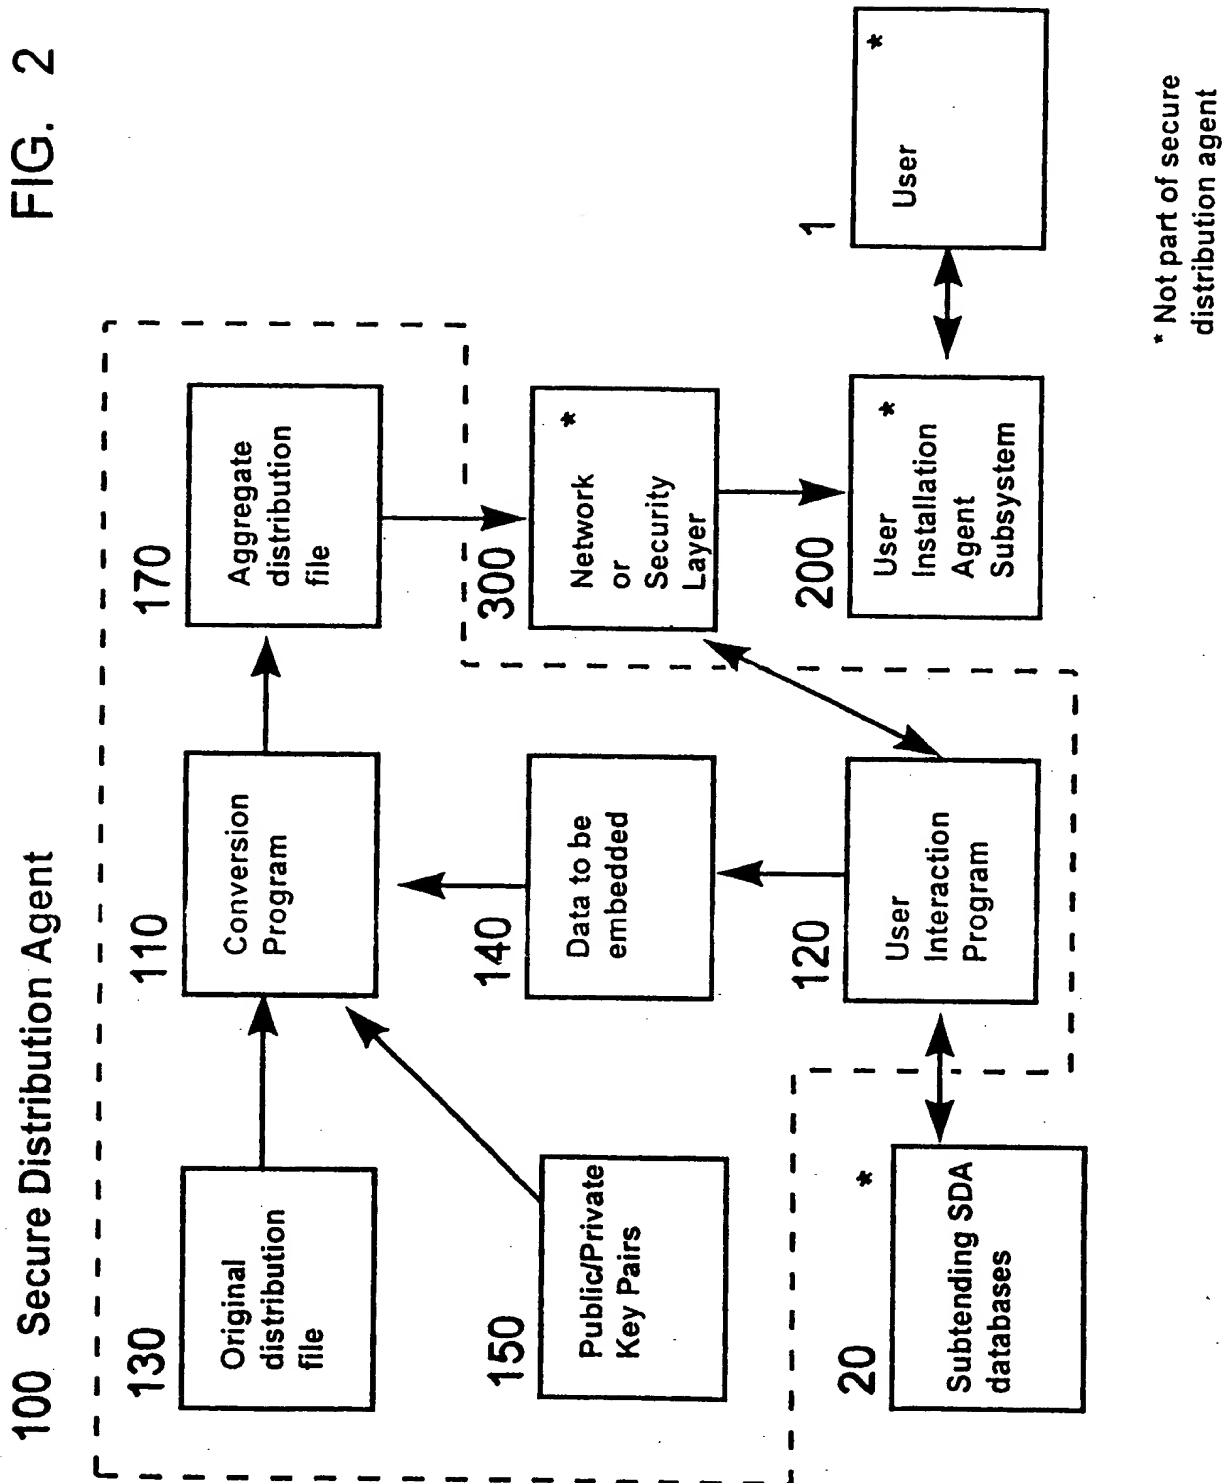 FIG. 2
100 Secure Distribution Agent
130
Original
distribution
file
110
Conversion
Program
170
Aggregate
distribution
file
150
Public/Private
Key Pairs
140
Data to be
embedded
300
Network *
or
Security
Layer
20
*
Subtending SDA
databases
120
User
Interaction
Program
200
User *
Installation
Agent
Subsystem
1
*
User
* Not part of secure
distribution agent